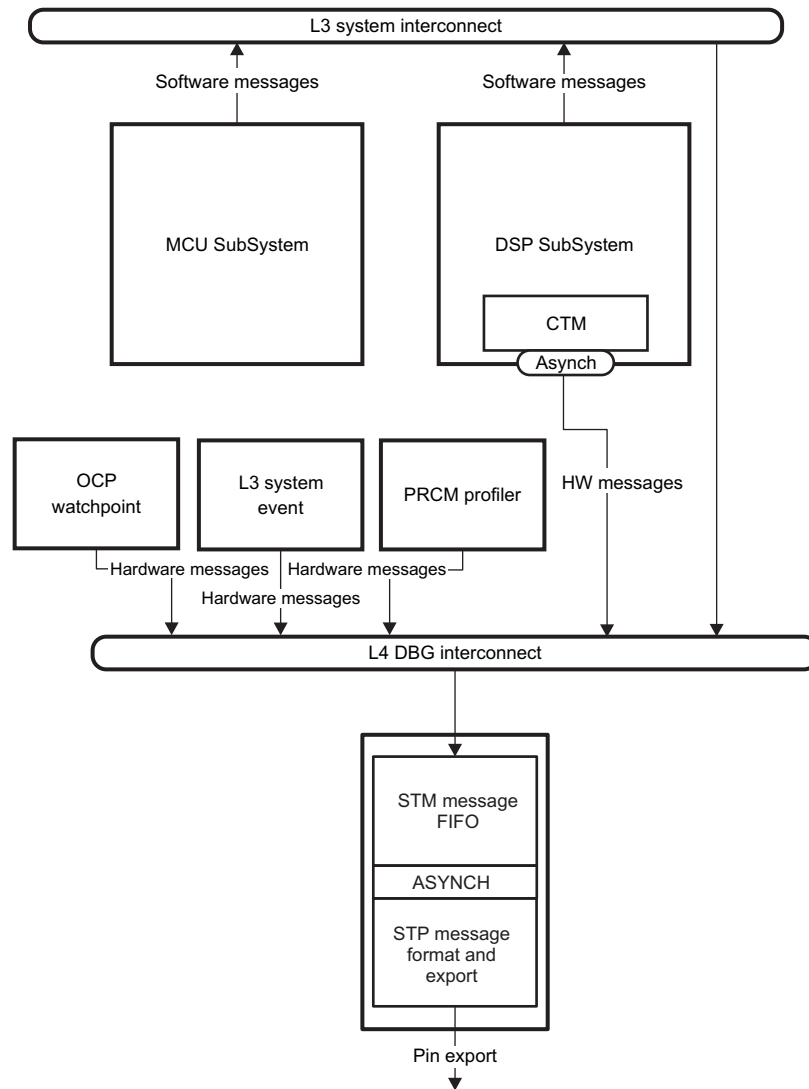 L3 system interconnect
Software messages
Software messages
MCU SubSystem
DSP SubSystem
CTM
Asynch
OCP
watchpoint
L3 system
event
PRCM profiler
HW messages
Hardware messages
Hardware messages
Hardware messages
L4 DBG interconnect
STM message
FIFO
ASYNCH
STP message
format and
export
Pin export